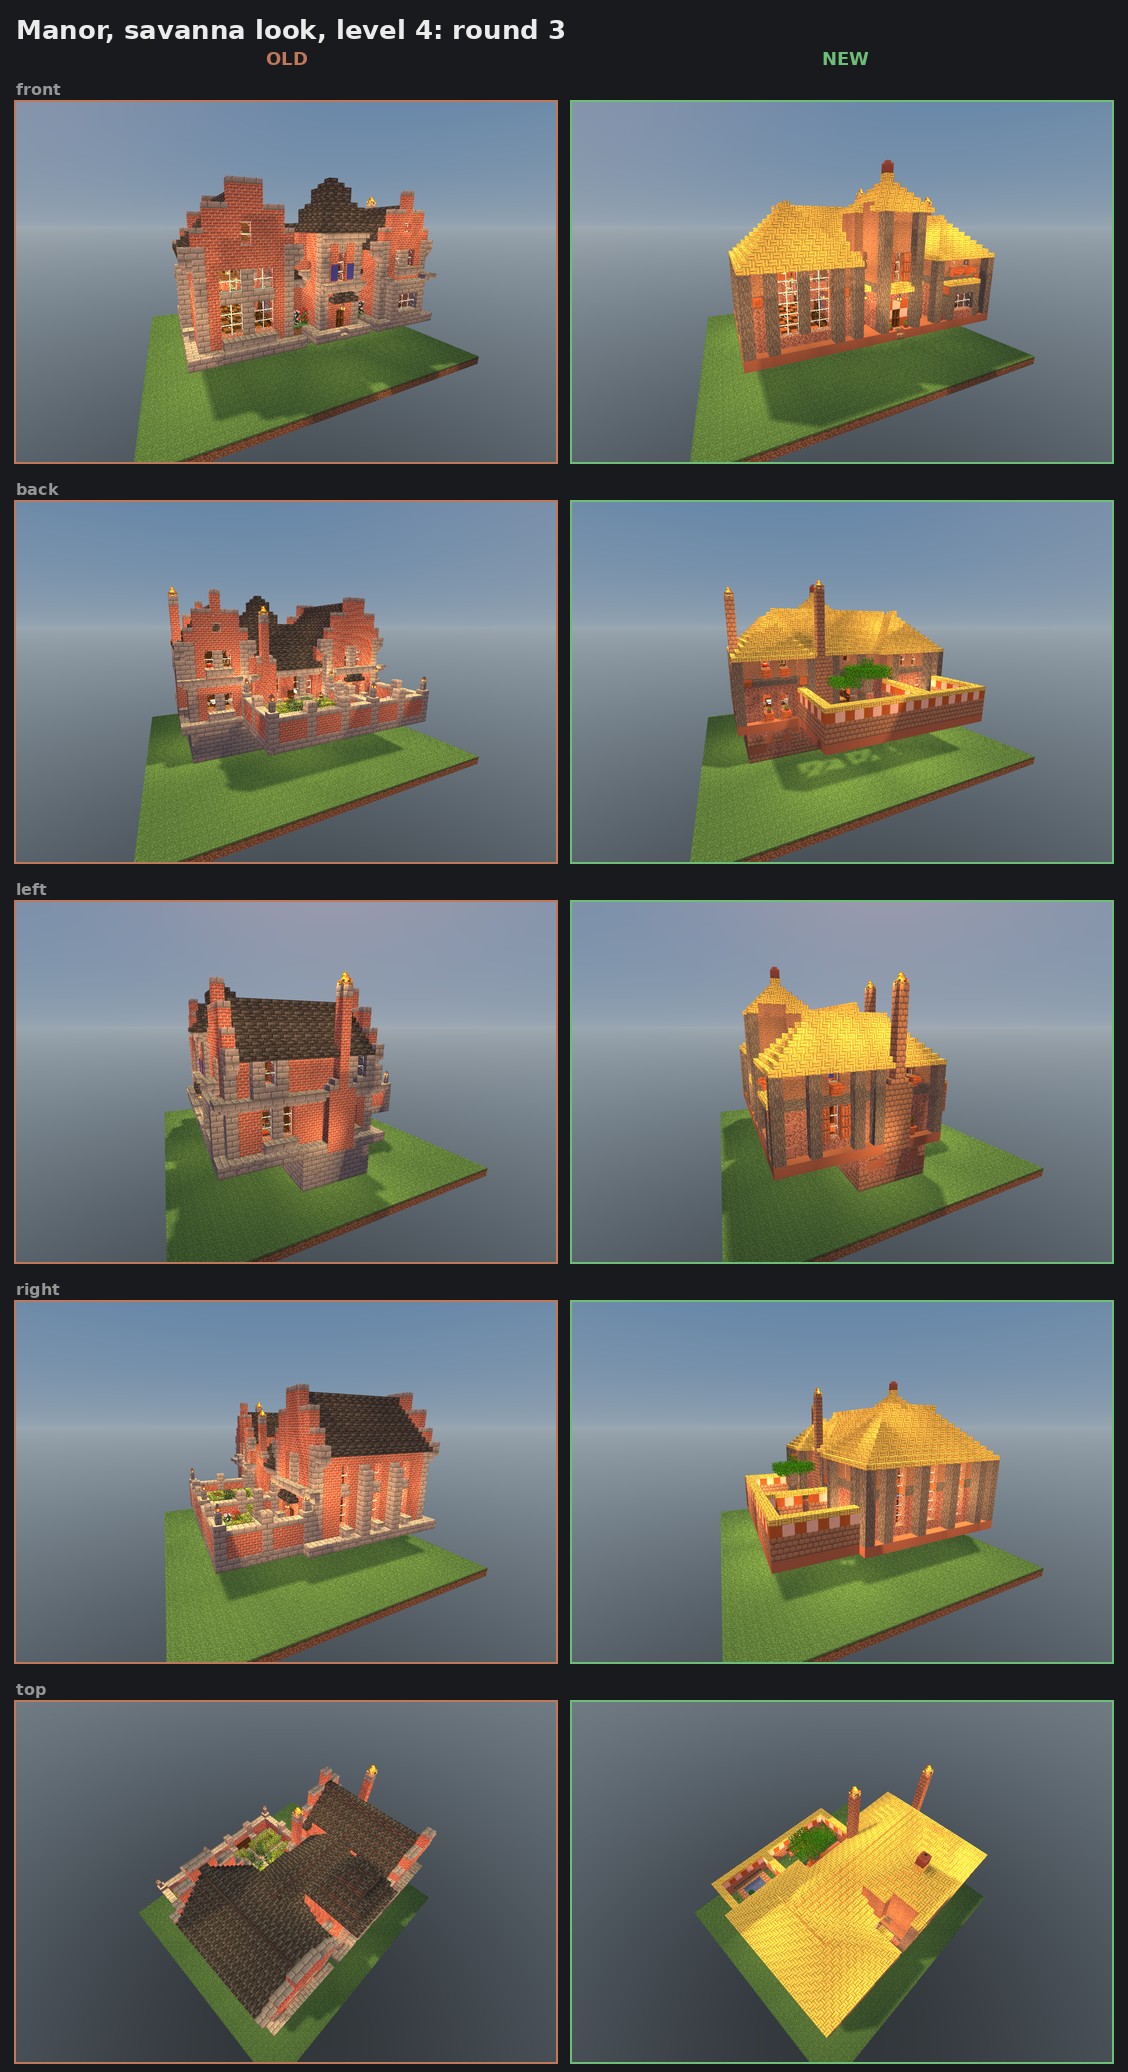 Manor, savanna look, level 4: round 3
OLD NEW
front
back
left
right
top